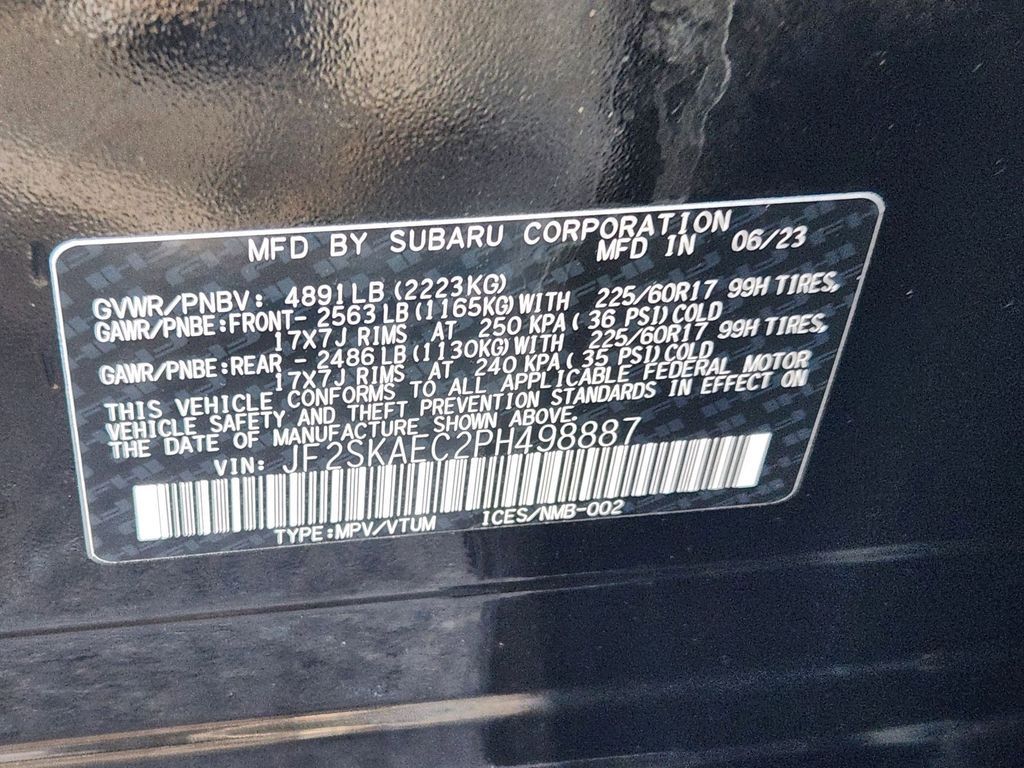 MFD BY SUBARU CORPORATION
MFD IN 06/23
GVWR/PNBV: 4891LB (2223KG)
GAWR/PNBE:FRONT- 2563LB (1165KG) WITH 225/60R17 99H TIRES,
17X7J RIMS AT 250 KPA ( 36 PSI) COLD
GAWR/PNBE:REAR - 2486LB (1130KG) WITH 225/60R17 99H TIRES,
17X7J RIMS AT 240 KPA ( 35 PSI) COLD
THIS VEHICLE CONFORMS TO ALL APPLICABLE FEDERAL MOTOR
VEHICLE SAFETY AND THEFT PREVENTION STANDARDS IN EFFECT ON
THE DATE OF MANUFACTURE SHOWN ABOVE.
VIN: JF2SKAEC2PH498887
TYPE:MPV/VTUM ICES/NMB-002